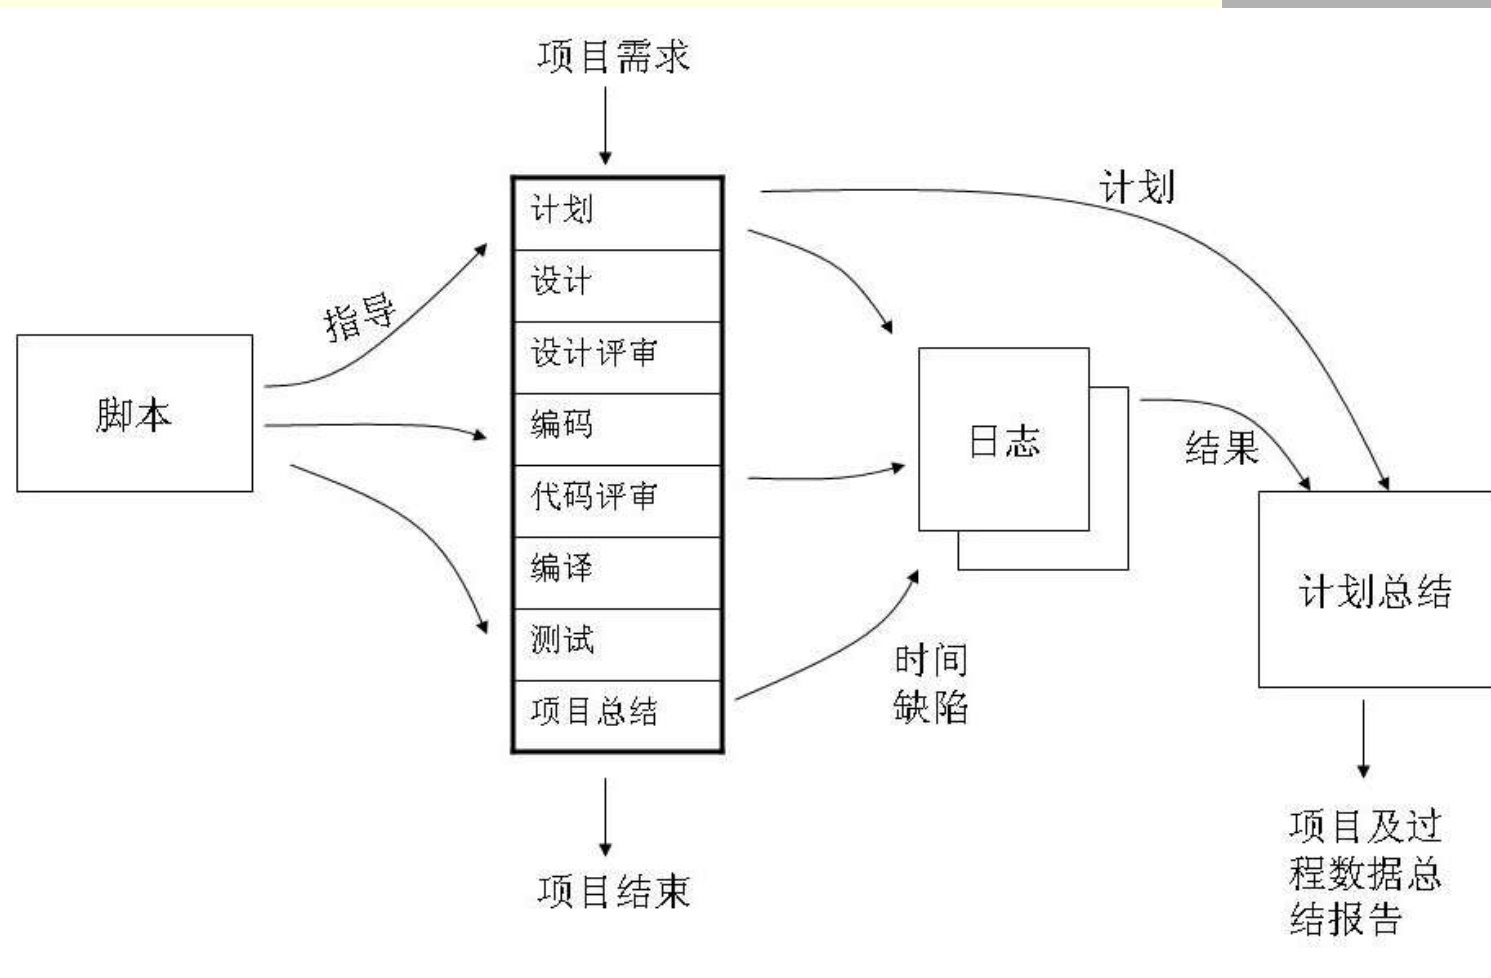 项目需求
计划
计划
设计
指导
设计评审
脚本
编码
日志
结果
代码评审
编译
计划总结
测试
时间
缺陷
项目总结
项目结束
项目及过
程数据总
结报告